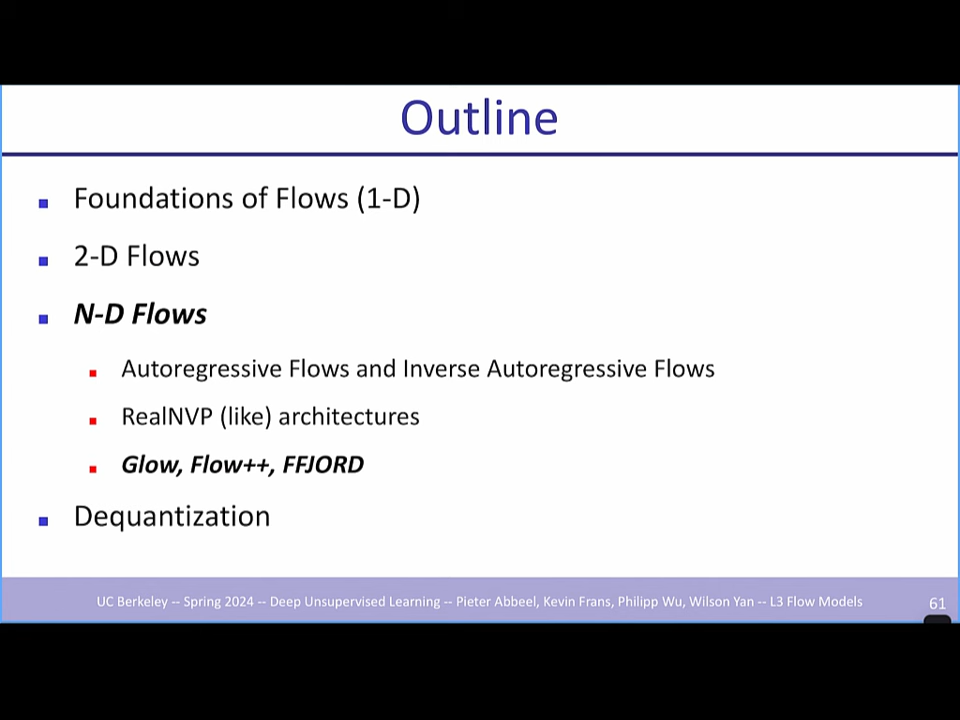 Outline
Foundations of Flows (1-D)
2-D Flows
N-D Flows
Autoregressive Flows and Inverse Autoregressive Flows
RealNVP (like) architectures
Glow, Flow++, FFJORD
Dequantization
UC Berkeley -- Spring 2024 -- Deep Unsupervised Learning -- Pieter Abbeel, Kevin Frans, Philipp Wu, Wilson Yan -- L3 Flow Models
61